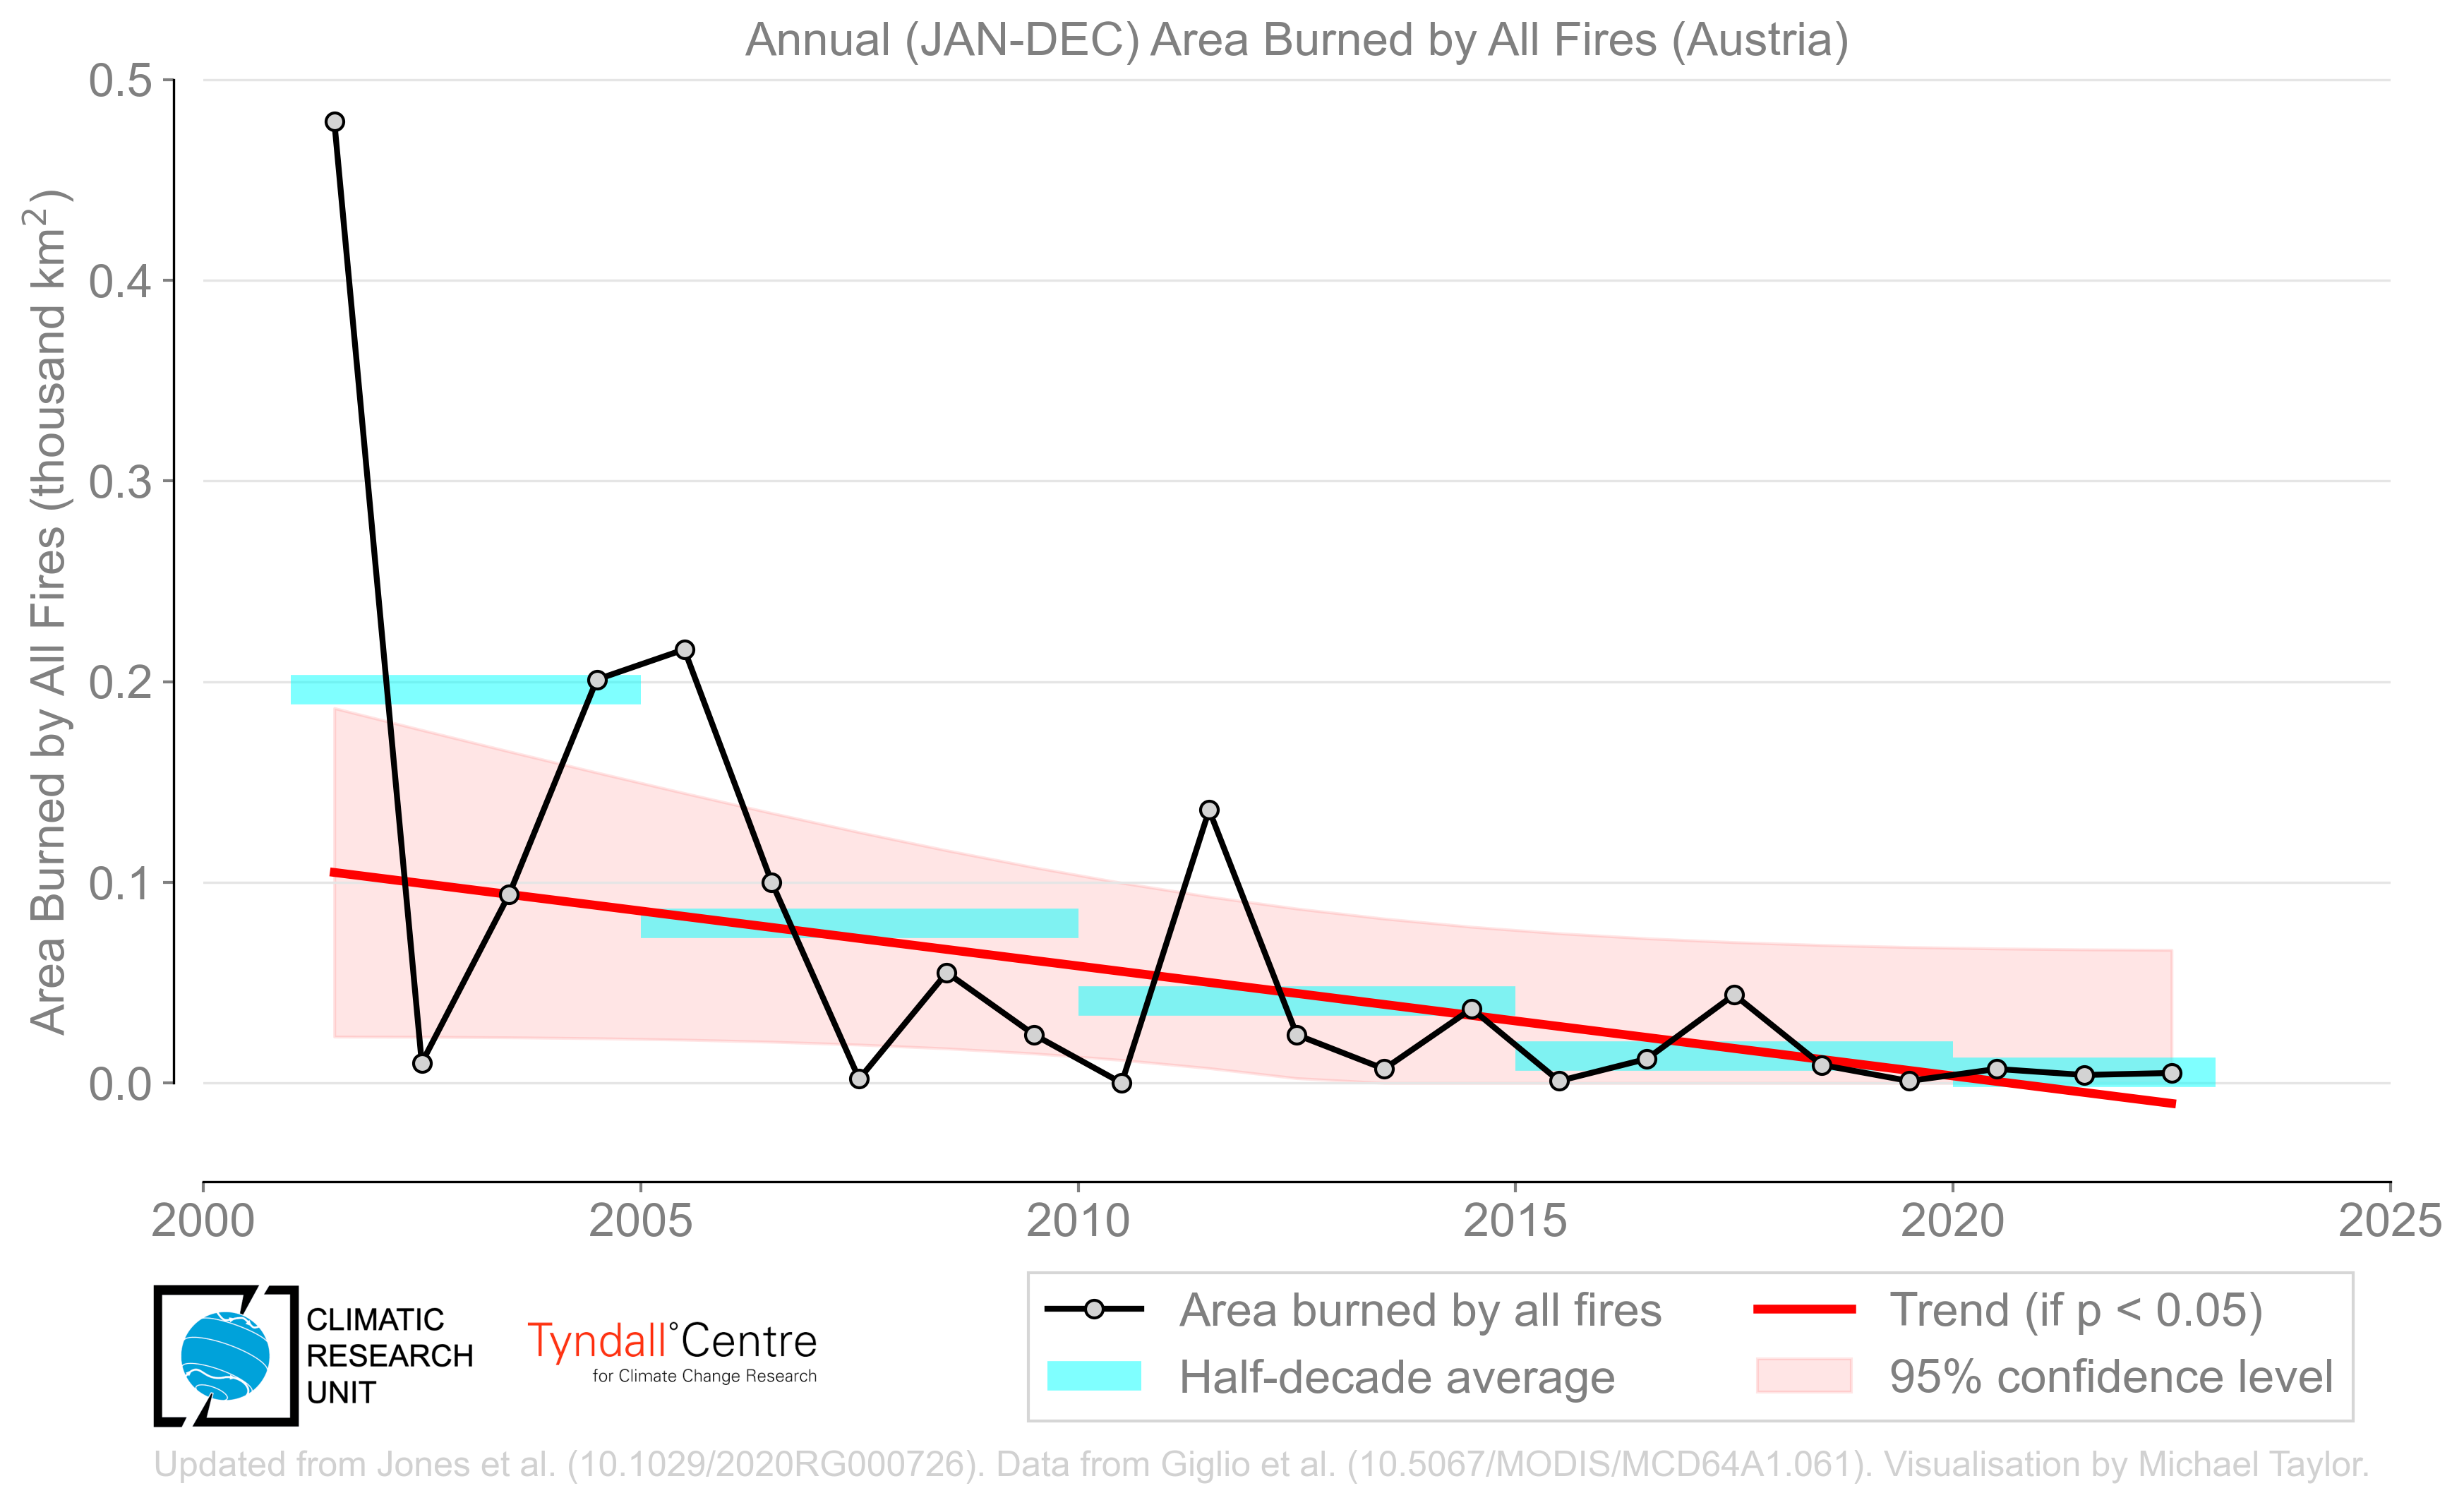 Annual (JAN-DEC) Area Burned by All Fires (Austria)
Area Burned by All Fires (thousand km²)
0.5
0.4
0.3
0.2
0.1
0.0
2000
2005
2010
2015
2020
2025
CLIMATIC
RESEARCH
UNIT
Tyndall°Centre
for Climate Change Research
Area burned by all fires
Half-decade average
Trend (if p < 0.05)
95% confidence level
Updated from Jones et al. (10.1029/2020RG000726). Data from Giglio et al. (10.5067/MODIS/MCD64A1.061). Visualisation by Michael Taylor.